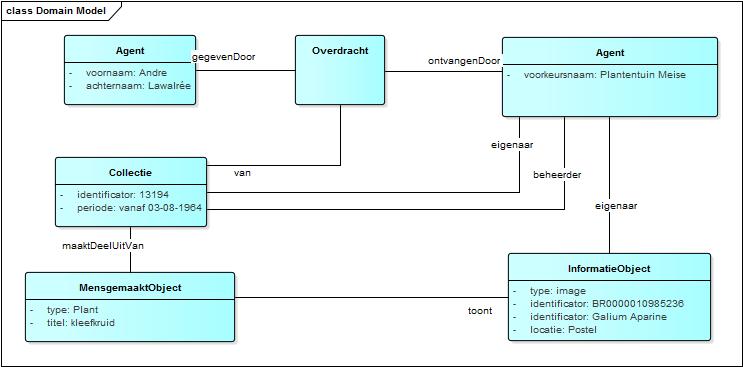 class Domain Model
Agent
- voornaam: Andre
- achternaam: Lawalrée
gegevenDoor
Overdracht
ontvangenDoor
Agent
- voorkeursnaam: Plantentuin Meise
eigenaar
van
beheerder
Collectie
- identificator: 13194
- periode: vanaf 03-08-1964
eigenaar
maaktDeelUitVan
MensgemaaktObject
- type: Plant
- titel: kleefkruid
toont
InformatieObject
- type: image
- identificator: BR0000010985236
- identificator: Galium Aparine
- locatie: Postel